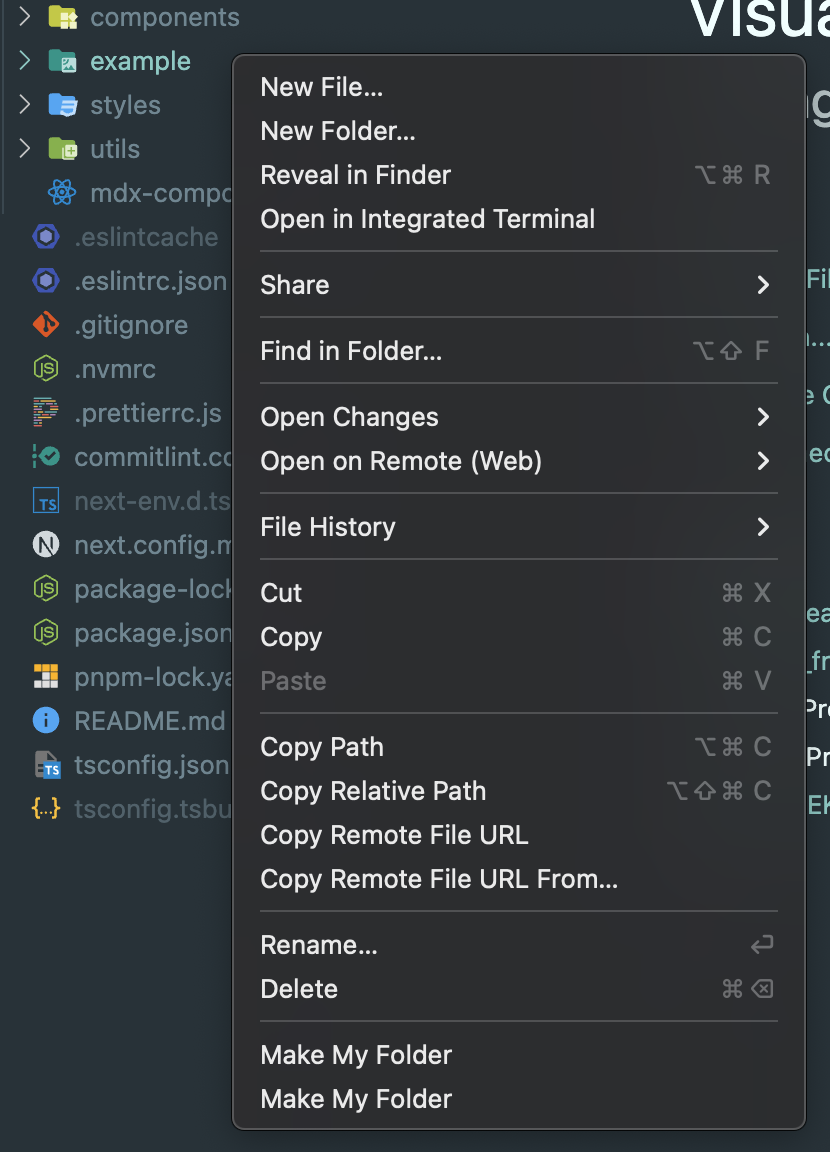 components
example
styles
utils
mdx-compo
.eslintcache
.eslintrc.json
.gitignore
.nvmrc
.prettierrc.js
commitlint.co
next-env.d.ts
next.config.m
package-lock
package.json
pnpm-lock.ya
README.md
tsconfig.json
tsconfig.tsbu
New File...
New Folder...
Reveal in Finder ⌥⌘ R
Open in Integrated Terminal
Share
Find in Folder... ⌥⇧ F
Open Changes
Open on Remote (Web)
File History
Cut ⌘ X
Copy ⌘ C
Paste ⌘ V
Copy Path ⌥⌘ C
Copy Relative Path ⌥⇧⌘ C
Copy Remote File URL
Copy Remote File URL From...
Rename... ↩
Delete ⌘ ⌫
Make My Folder
Make My Folder
Visua